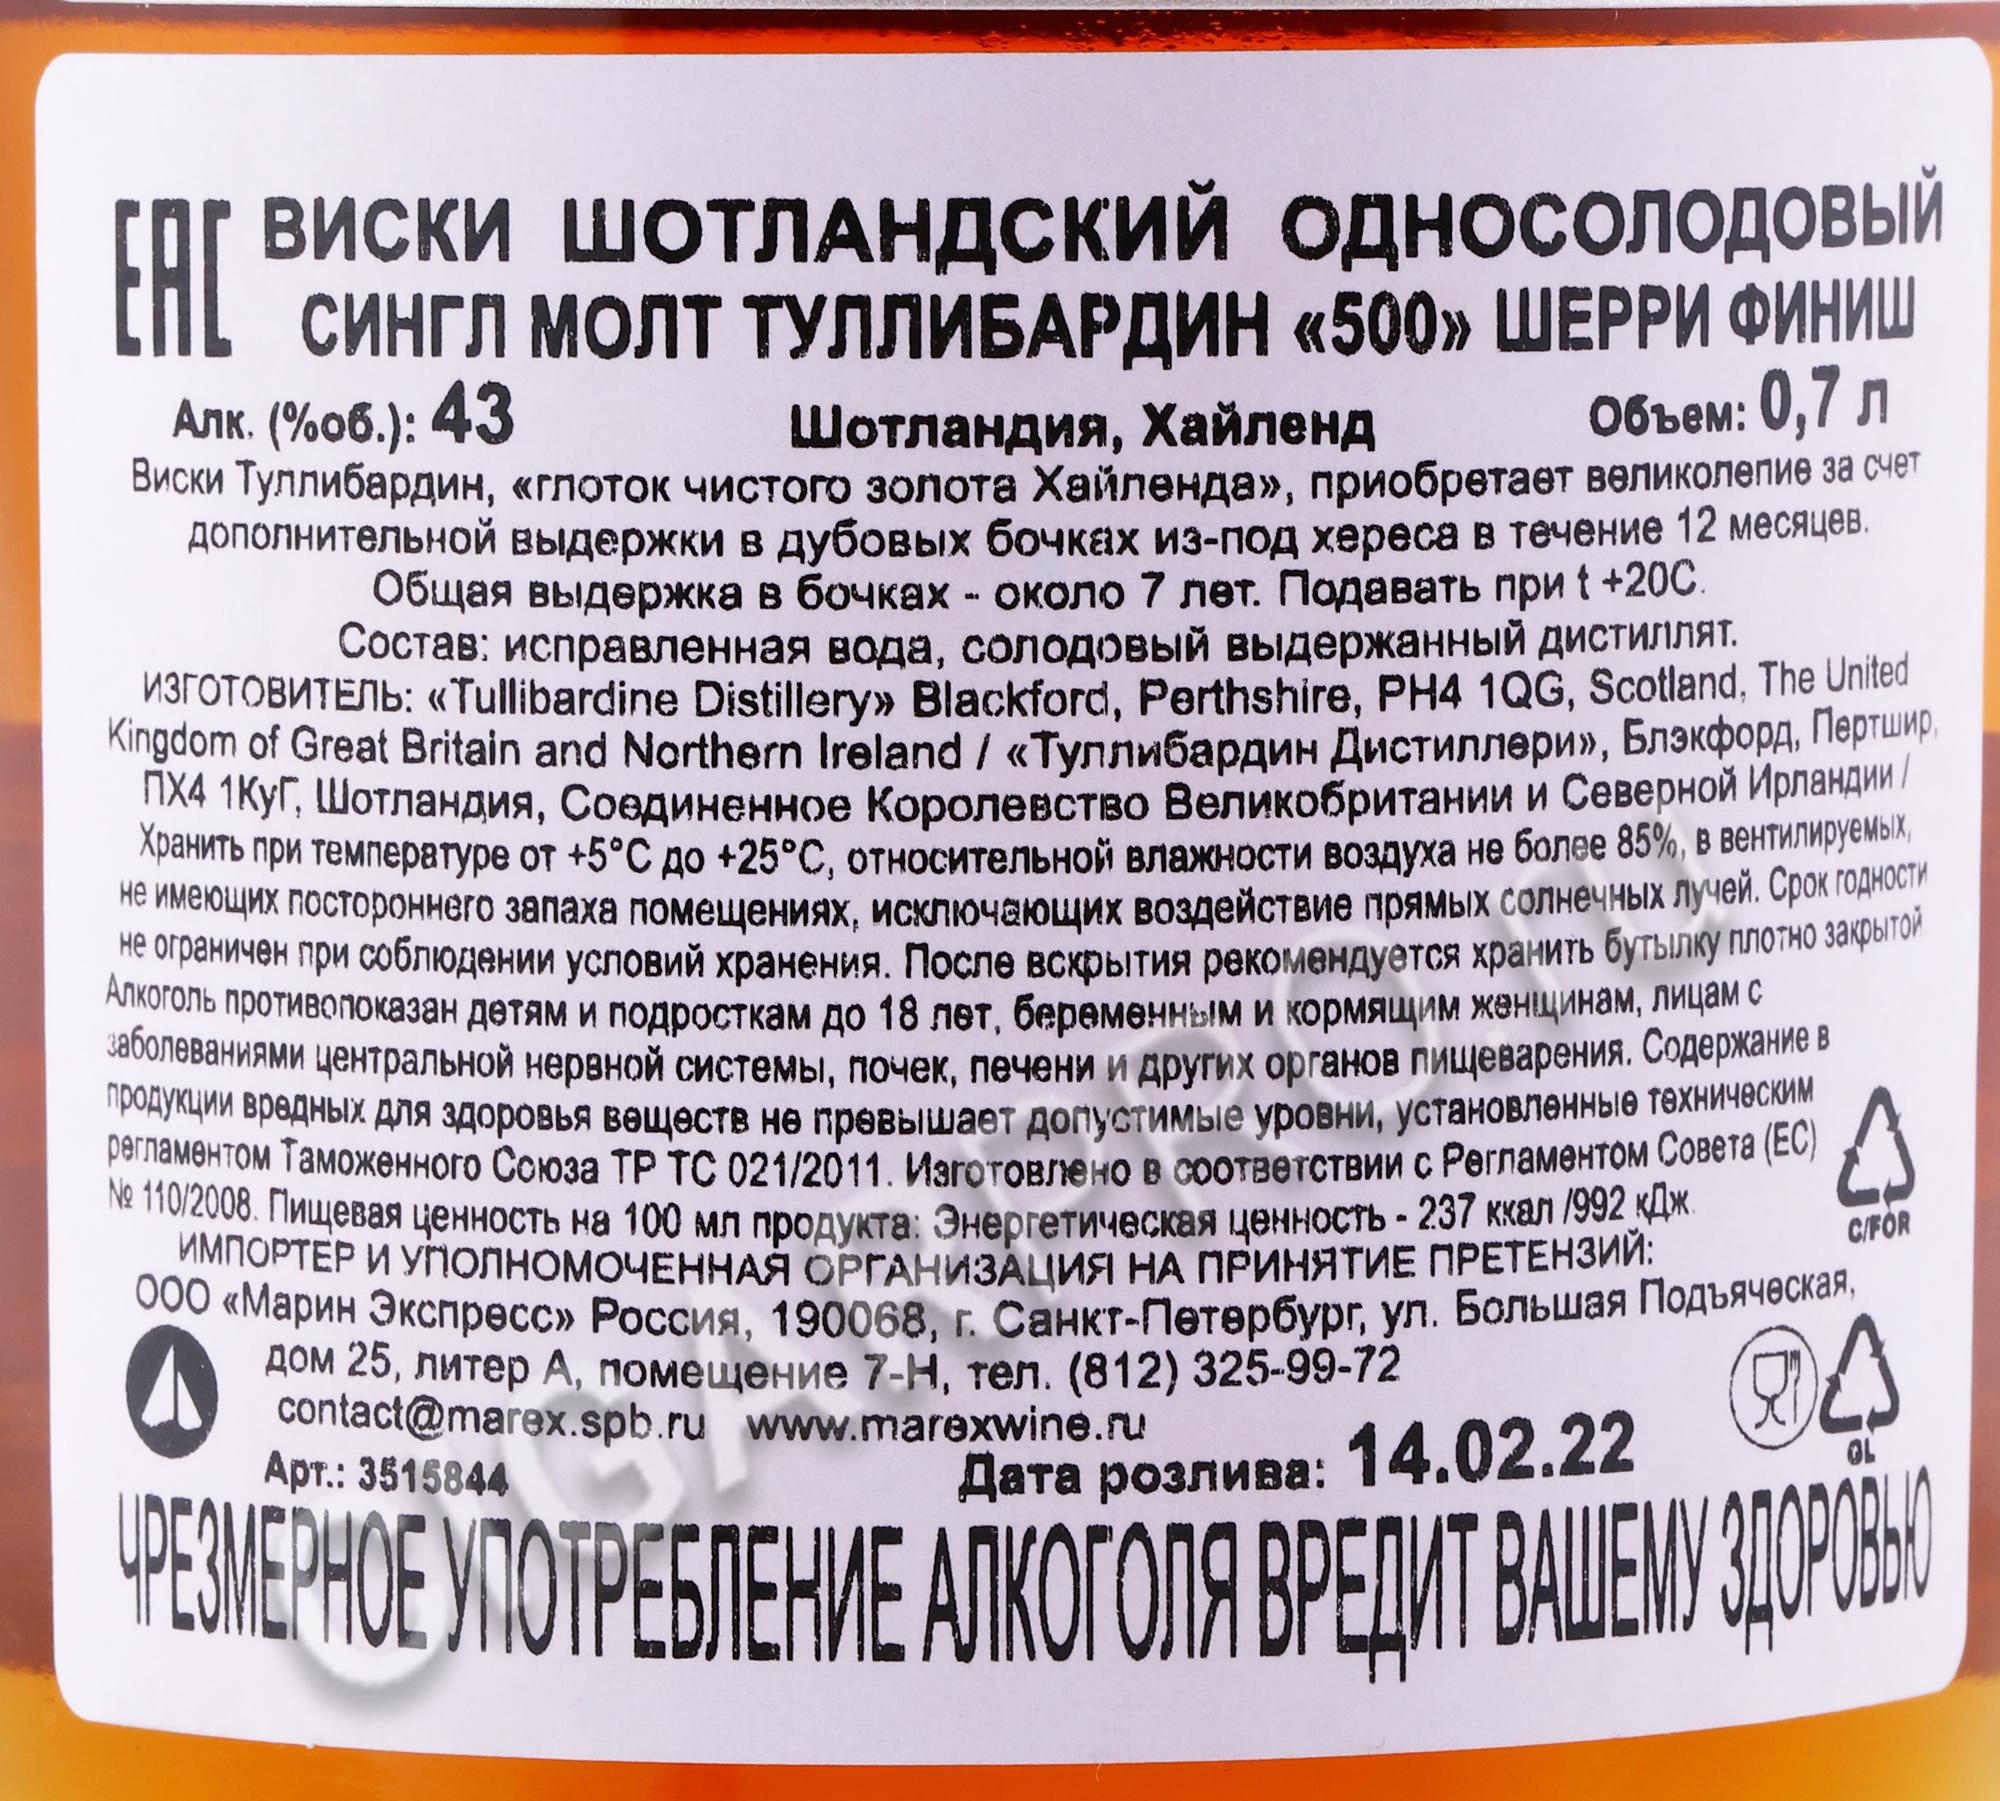 EAC ВИСКИ ШОТЛАНДСКИЙ ОДНОСОЛОДОВЫЙ
СИНГЛ МОЛТ ТУЛЛИБАРДИН «500» ШЕРРИ ФИНИШ
Алк. (%об.): 43 Шотландия, Хайленд Объем: 0,7 л
Виски Туллибардин, «глоток чистого золота Хайленда», приобретает великолепие за счет
дополнительной выдержки в дубовых бочках из-под хереса в течение 12 месяцев.
Общая выдержка в бочках - около 7 лет. Подавать при t +20С.
Состав: исправленная вода, солодовый выдержанный дистиллят.
ИЗГОТОВИТЕЛЬ: «Tullibardine Distillery» Blackford, Perthshire, PH4 1QG, Scotland, The United
Kingdom of Great Britain and Northern Ireland / «Туллибардин Дистиллери», Блэкфорд, Пертшир,
ПХ4 1КуГ, Шотландия, Соединенное Королевство Великобритании и Северной Ирландии /
Хранить при температуре от +5°С до +25°С, относительной влажности воздуха не более 85%, в вентилируемых,
не имеющих постороннего запаха помещениях, исключающих воздействие прямых солнечных лучей. Срок годности
не ограничен при соблюдении условий хранения. После вскрытия рекомендуется хранить бутылку плотно закрытой
Алкоголь противопоказан детям и подросткам до 18 лет, беременным и кормящим женщинам, лицам с
заболеваниями центральной нервной системы, почек, печени и других органов пищеварения. Содержание в
продукции вредных для здоровья веществ не превышает допустимые уровни, установленные техническим
регламентом Таможенного Союза ТР ТС 021/2011. Изготовлено в соответствии с Регламентом Совета (ЕС)
№ 110/2008. Пищевая ценность на 100 мл продукта: Энергетическая ценность - 237 ккал /992 кДж.
C/FOR
ИМПОРТЕР И УПОЛНОМОЧЕННАЯ ОРГАНИЗАЦИЯ НА ПРИНЯТИЕ ПРЕТЕНЗИЙ:
ООО «Марин Экспресс» Россия, 190068, г. Санкт-Петербург, ул. Большая Подъяческая,
дом 25, литер А, помещение 7-Н, тел. (812) 325-99-72
contact@marex.spb.ru www.marexwine.ru
Арт.: 3515844 Дата розлива: 14.02.22
GL
ЧРЕЗМЕРНОЕ УПОТРЕБЛЕНИЕ АЛКОГОЛЯ ВРЕДИТ ВАШЕМУ ЗДОРОВЬЮ
CIGARPRO.ru